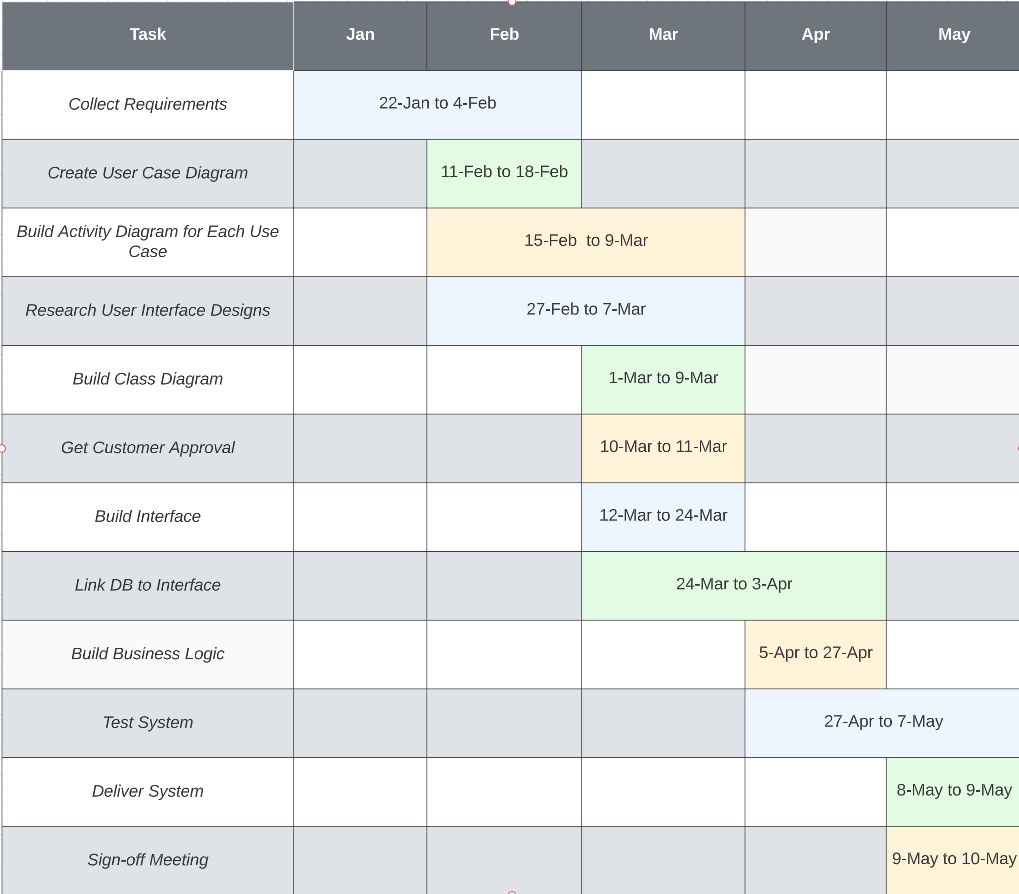 Task Jan Feb Mar Apr May
Collect Requirements 22-Jan to 4-Feb
Create User Case Diagram 11-Feb to 18-Feb
Build Activity Diagram for Each Use
Case 15-Feb  to 9-Mar
Research User Interface Designs 27-Feb to 7-Mar
Build Class Diagram 1-Mar to 9-Mar
Get Customer Approval 10-Mar to 11-Mar
Build Interface 12-Mar to 24-Mar
Link DB to Interface 24-Mar to 3-Apr
Build Business Logic 5-Apr to 27-Apr
Test System 27-Apr to 7-May
Deliver System 8-May to 9-May
Sign-off Meeting 9-May to 10-May